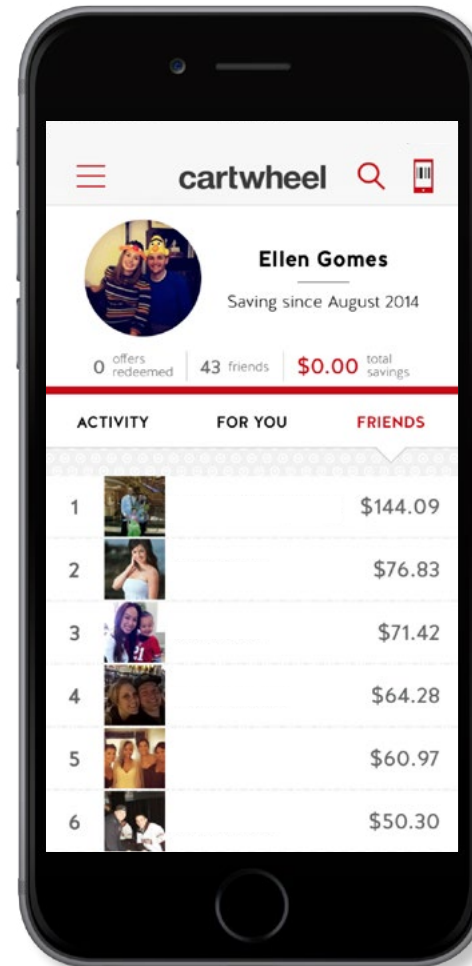 cartwheel
Ellen Gomes
Saving since August 2014
0 offers redeemed 43 friends $0.00 total savings
ACTIVITY FOR YOU FRIENDS
1 $144.09
2 $76.83
3 $71.42
21
4 $64.28
5 $60.97
6 $50.30